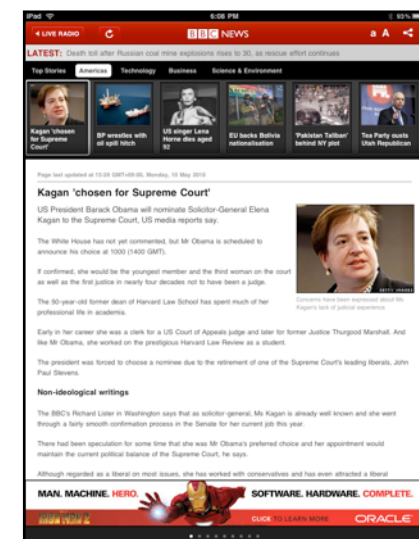 iPad
6:08 PM
93%
LIVE RADIO
BBC NEWS
a A
LATEST: Death toll after Russian coal mine explosions rises to 30, as rescue effort continues
Top Stories Americas Technology Business Science & Environment
Kagan 'chosen for Supreme Court'
BP wrestles with oil spill hitch
US singer Lena Horne dies aged 92
EU backs Bolivia nationalisation
'Pakistan Taliban' behind NY plot
Tea Party ousts Utah Republican
Page last updated at 13:28 GMT+09:00, Monday, 10 May 2010
Kagan 'chosen for Supreme Court'
US President Barack Obama will nominate Solicitor-General Elena
Kagan to the Supreme Court, US media reports say.
The White House has not yet commented, but Mr Obama is scheduled to
announce his choice at 1000 (1400 GMT).
If confirmed, she would be the youngest member and the third woman on the court
as well as the first justice in nearly four decades not to have been a judge.
The 50-year-old former dean of Harvard Law School has spent much of her
professional life in academia.
GETTY IMAGES
Concerns have been expressed about Ms
Kagan's lack of judicial experience
Early in her career she was a clerk for a US Court of Appeals judge and later for former Justice Thurgood Marshall. And
like Mr Obama, she worked on the prestigious Harvard Law Review as a student.
The president was forced to choose a nominee due to the retirement of one of the Supreme Court's leading liberals, John
Paul Stevens.
Non-ideological writings
The BBC's Richard Lister in Washington says that as solicitor-general, Ms Kagan is already well known and she went
through a fairly smooth confirmation process in the Senate for her current job this year.
There had been speculation for some time that she was Mr Obama's preferred choice and her appointment would
maintain the current political balance of the Supreme Court, he says.
Although regarded as a liberal on most issues, she has worked with conservatives and has even attracted a liberal
MAN. MACHINE. HERO.
SOFTWARE. HARDWARE. COMPLETE.
IRON MAN 2
CLICK TO LEARN MORE
ORACLE